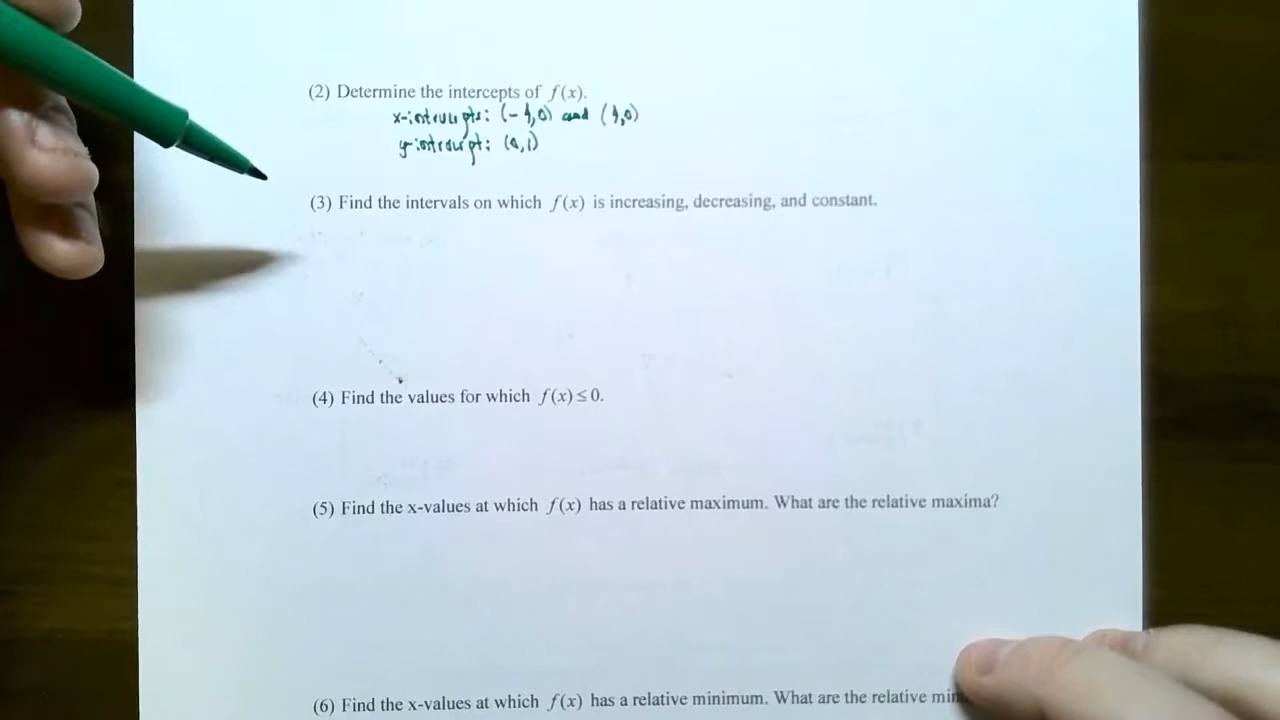 (2) Determine the intercepts of f(x).
x-intercepts: (-4,0) and (4,0)
y-intercept: (0,1)
(3) Find the intervals on which f(x) is increasing, decreasing, and constant.
(4) Find the values for which f(x) ≤ 0.
(5) Find the x-values at which f(x) has a relative maximum. What are the relative maxima?
(6) Find the x-values at which f(x) has a relative minimum. What are the relative